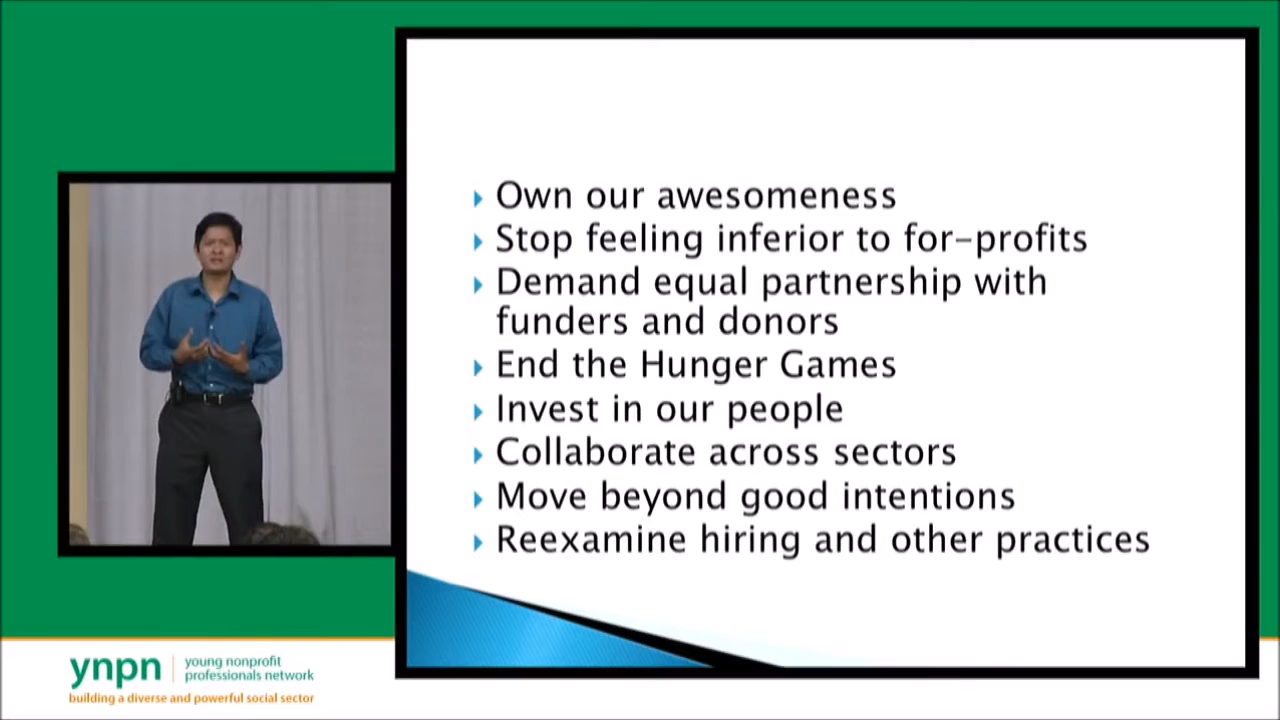 Own our awesomeness
Stop feeling inferior to for-profits
Demand equal partnership with
funders and donors
End the Hunger Games
Invest in our people
Collaborate across sectors
Move beyond good intentions
Reexamine hiring and other practices
ynpn
young nonprofit
professionals network
building a diverse and powerful social sector